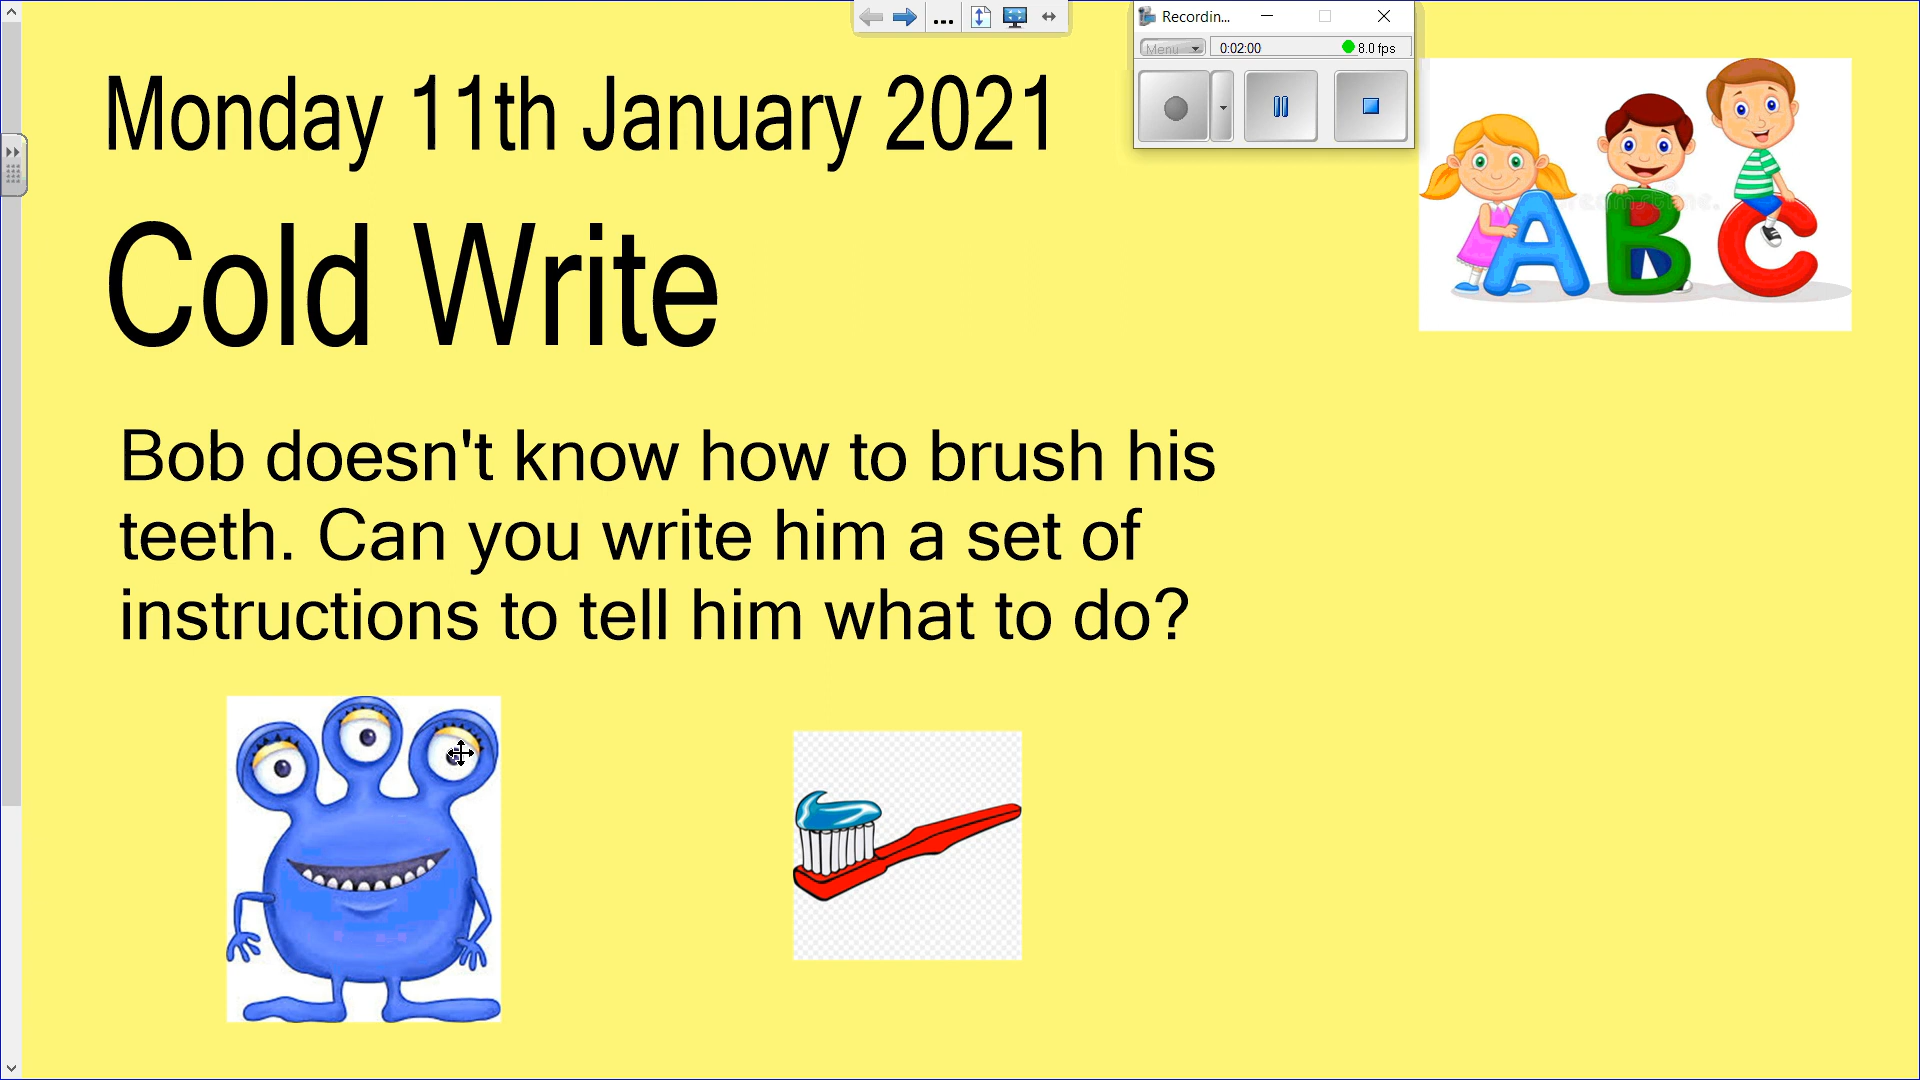 Recordin...
Menu
0:02:00
8.0 fps
Monday 11th January 2021
Cold Write
A B C
Bob doesn't know how to brush his
teeth. Can you write him a set of
instructions to tell him what to do?